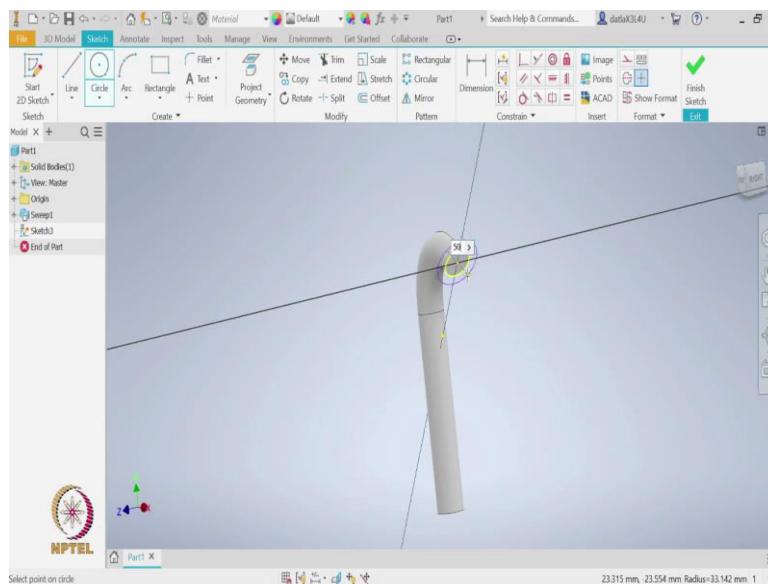 Material Default fx Part1 Search Help & Commands... datlaX3L4U
File 3D Model Sketch Annotate Inspect Tools Manage View Environments Get Started Collaborate
Start 2D Sketch Line Circle Arc Rectangle Fillet Text Point Project Geometry Move Copy Rotate Trim Extend Split Scale Stretch Offset Rectangular Circular Mirror Dimension Image Points ACAD Show Format Finish Sketch
Sketch Create Modify Pattern Constrain Insert Format Exit
Model X +
Part1
Solid Bodies(1)
View: Master
Origin
Sweep1
Sketch3
End of Part
RIGHT
50
Z X
NPTEL
Part1 X
Select point on circle 23.315 mm, -23.554 mm Radius=33.142 mm 1